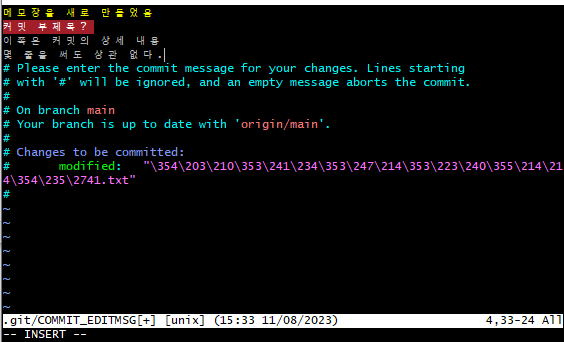 메모장을 새로 만들었음
커밋 부제목?
이쪽은 커밋의 상세 내용
몇 줄을 써도 상관 없다.
# Please enter the commit message for your changes. Lines starting
# with '#' will be ignored, and an empty message aborts the commit.
#
# On branch main
# Your branch is up to date with 'origin/main'.
#
# Changes to be committed:
#       modified:   "\354\203\210\353\241\234\353\247\214\353\223\240\355\214\21
4\354\235\2741.txt"
#
~
~
~
~
~
~
~
~
.git/COMMIT_EDITMSG[+] [unix] (15:33 11/08/2023) 4,33-24 All
-- INSERT --